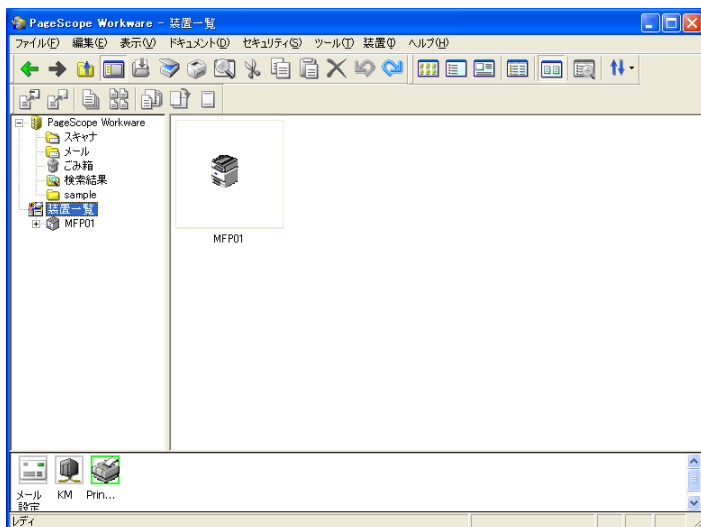 PageScope Workware - 装置一覧
ファイル(F) 編集(E) 表示(V) ドキュメント(D) セキュリティ(S) ツール(T) 装置(I) ヘルプ(H)
PageScope Workware
スキャナ
メール
ごみ箱
検索結果
sample
装置一覧
MFP01
MFP01
メール
設定
KM
Prin...
レディ